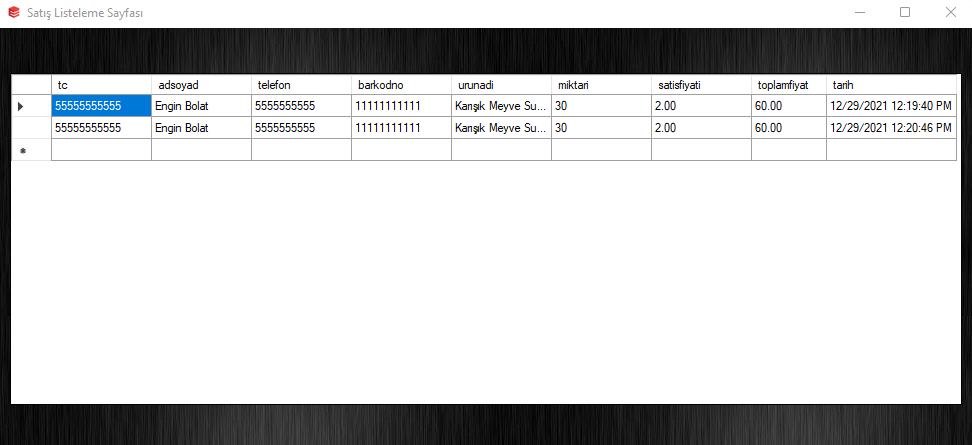 Satış Listeleme Sayfası
tc adsoyad telefon barkodno urunadi miktari satisfiyati toplamfiyat tarih
55555555555 Engin Bolat 5555555555 11111111111 Karışık Meyve Su... 30 2.00 60.00 12/29/2021 12:19:40 PM
55555555555 Engin Bolat 5555555555 11111111111 Karışık Meyve Su... 30 2.00 60.00 12/29/2021 12:20:46 PM